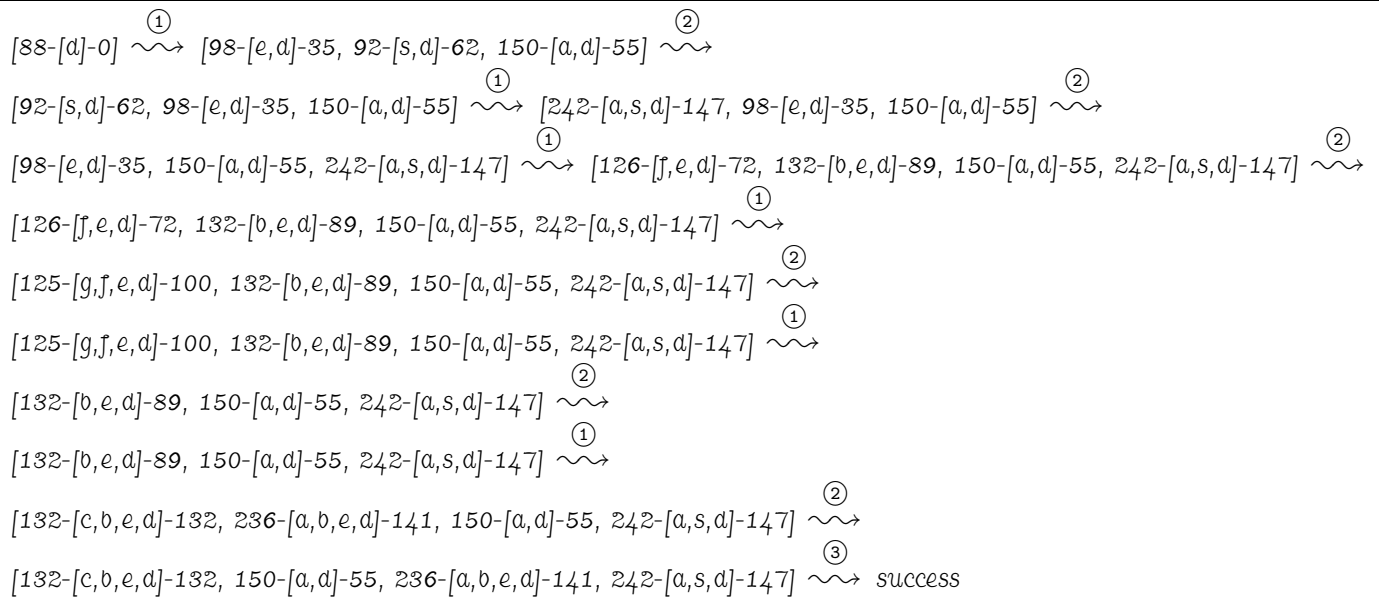 [88-[d]-0] ①⤳ [98-[e,d]-35, 92-[s,d]-62, 150-[a,d]-55] ②⤳
[92-[s,d]-62, 98-[e,d]-35, 150-[a,d]-55] ①⤳ [242-[a,s,d]-147, 98-[e,d]-35, 150-[a,d]-55] ②⤳
[98-[e,d]-35, 150-[a,d]-55, 242-[a,s,d]-147] ①⤳ [126-[f,e,d]-72, 132-[b,e,d]-89, 150-[a,d]-55, 242-[a,s,d]-147] ②⤳
[126-[f,e,d]-72, 132-[b,e,d]-89, 150-[a,d]-55, 242-[a,s,d]-147] ①⤳
[125-[g,f,e,d]-100, 132-[b,e,d]-89, 150-[a,d]-55, 242-[a,s,d]-147] ②⤳
[125-[g,f,e,d]-100, 132-[b,e,d]-89, 150-[a,d]-55, 242-[a,s,d]-147] ①⤳
[132-[b,e,d]-89, 150-[a,d]-55, 242-[a,s,d]-147] ②⤳
[132-[b,e,d]-89, 150-[a,d]-55, 242-[a,s,d]-147] ①⤳
[132-[c,b,e,d]-132, 236-[a,b,e,d]-141, 150-[a,d]-55, 242-[a,s,d]-147] ②⤳
[132-[c,b,e,d]-132, 150-[a,d]-55, 236-[a,b,e,d]-141, 242-[a,s,d]-147] ③⤳ success